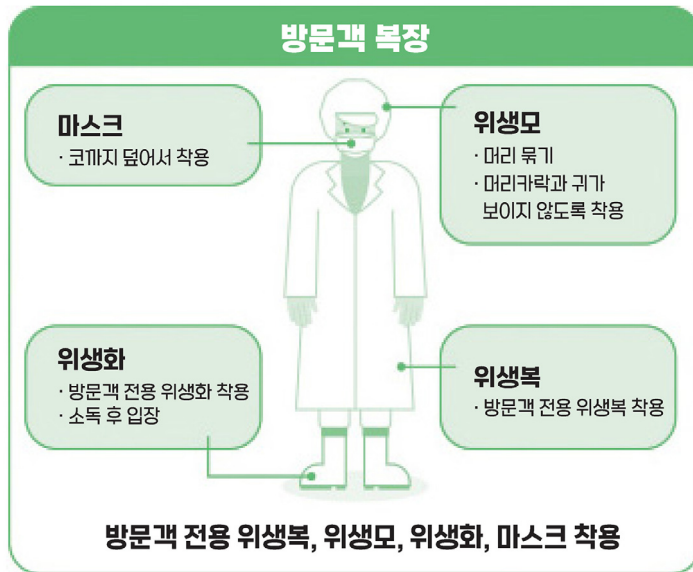 방문객 복장
마스크
· 코까지 덮어서 착용
위생모
· 머리 묶기
· 머리카락과 귀가
보이지 않도록 착용
위생화
· 방문객 전용 위생화 착용
· 소독 후 입장
위생복
· 방문객 전용 위생복 착용
방문객 전용 위생복, 위생모, 위생화, 마스크 착용